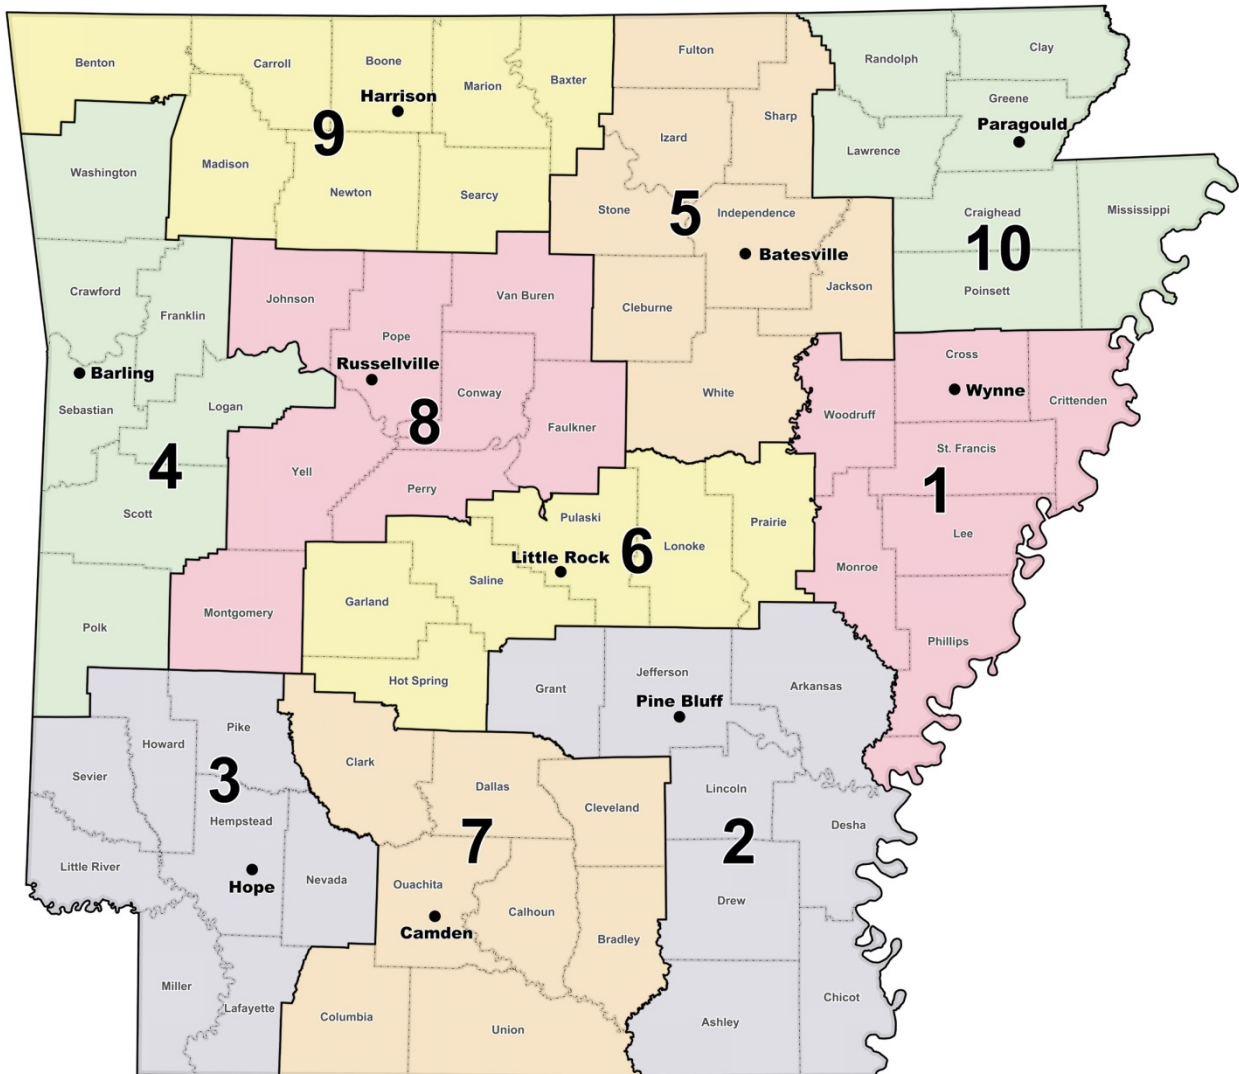 Fulton
Clay
Randolph
Benton
Carroll
Boone
Marion
Baxter
Harrison
Greene
Sharp
Paragould
9
Izard
Lawrence
Madison
Washington
Newton
Searcy
Stone
5
Independence
Craighead
Mississippi
10
Batesville
Crawford
Johnson
Van Buren
Jackson
Poinsett
Franklin
Cleburne
Pope
Cross
Russellville
Barling
Conway
White
Wynne
Crittenden
Sebastian
Logan
8
Faulkner
Woodruff
4
Yell
St. Francis
Perry
1
Scott
Pulaski
Prairie
Lee
Little Rock
6
Lonoke
Saline
Monroe
Garland
Montgomery
Polk
Phillips
Hot Spring
Grant
Jefferson
Arkansas
Pine Bluff
Pike
Howard
Clark
Sevier
3
Dallas
Lincoln
Cleveland
Hempstead
Desha
7
2
Little River
Hope
Nevada
Ouachita
Drew
Calhoun
Camden
Bradley
Miller
Chicot
Lafayette
Columbia
Ashley
Union